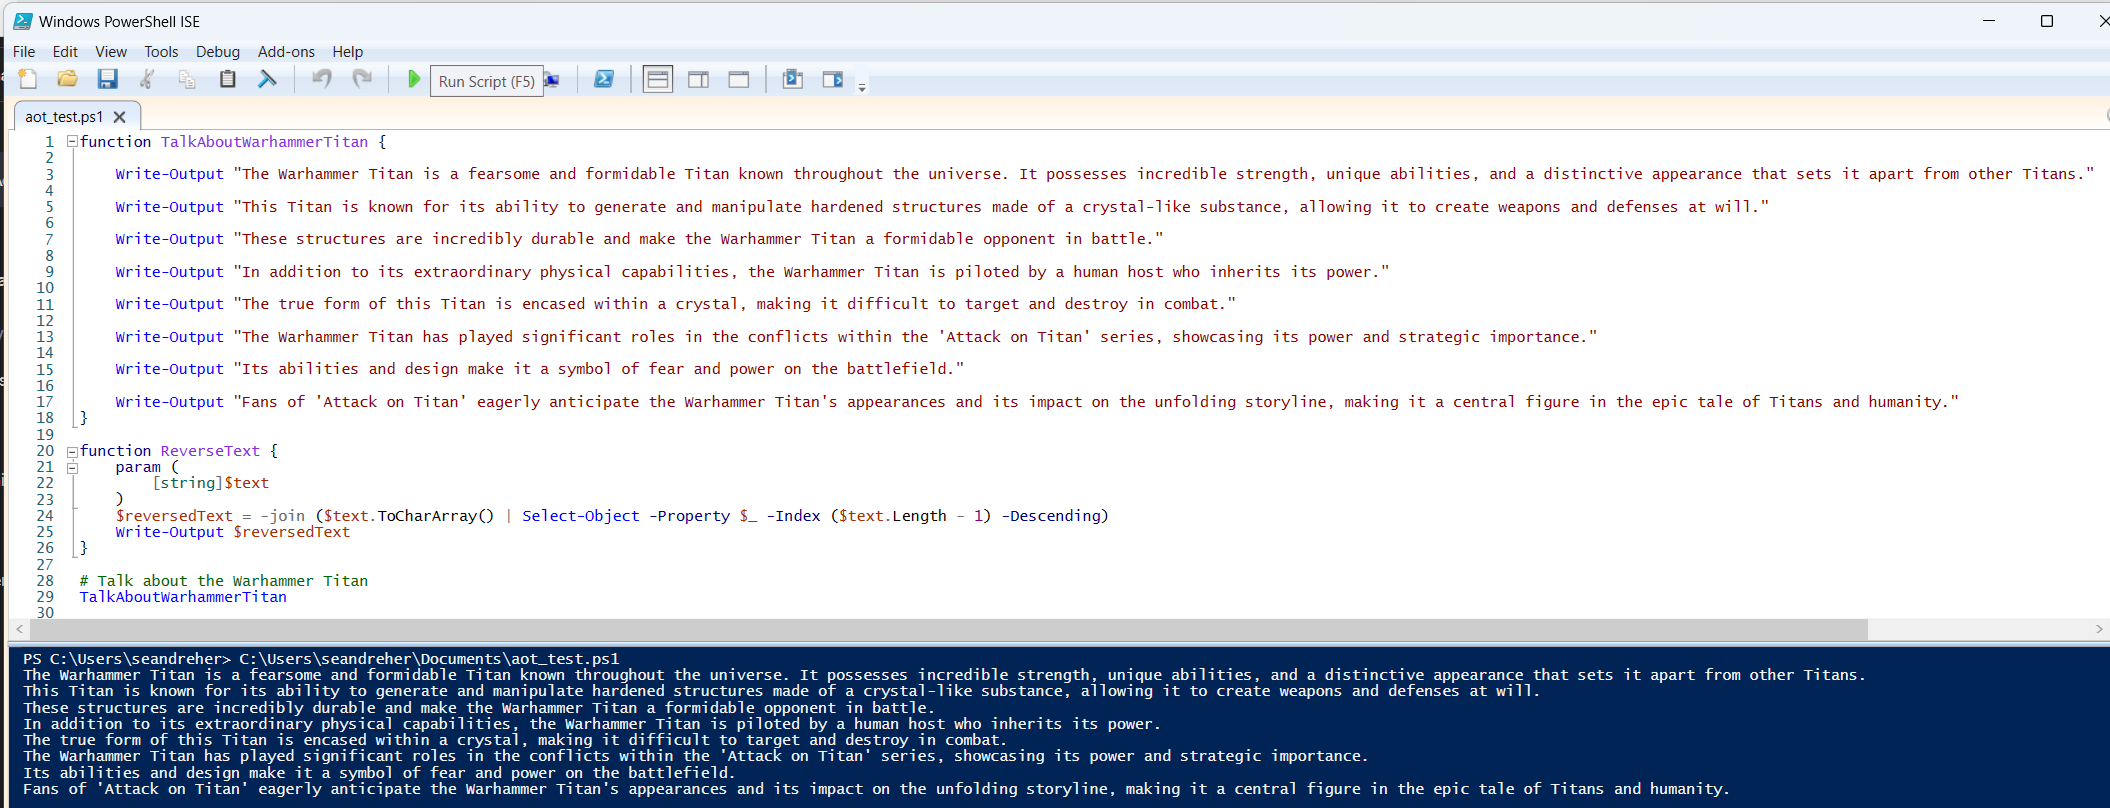 Windows PowerShell ISE
File Edit View Tools Debug Add-ons Help
Run Script (F5)
aot_test.ps1
1 function TalkAboutWarhammerTitan {
2
3 Write-Output "The Warhammer Titan is a fearsome and formidable Titan known throughout the universe. It possesses incredible strength, unique abilities, and a distinctive appearance that sets it apart from other Titans."
4
5 Write-Output "This Titan is known for its ability to generate and manipulate hardened structures made of a crystal-like substance, allowing it to create weapons and defenses at will."
6
7 Write-Output "These structures are incredibly durable and make the Warhammer Titan a formidable opponent in battle."
8
9 Write-Output "In addition to its extraordinary physical capabilities, the Warhammer Titan is piloted by a human host who inherits its power."
10
11 Write-Output "The true form of this Titan is encased within a crystal, making it difficult to target and destroy in combat."
12
13 Write-Output "The Warhammer Titan has played significant roles in the conflicts within the 'Attack on Titan' series, showcasing its power and strategic importance."
14
15 Write-Output "Its abilities and design make it a symbol of fear and power on the battlefield."
16
17 Write-Output "Fans of 'Attack on Titan' eagerly anticipate the Warhammer Titan's appearances and its impact on the unfolding storyline, making it a central figure in the epic tale of Titans and humanity."
18 }
19
20 function ReverseText {
21 param (
22 [string]$text
23 )
24 $reversedText = -join ($text.ToCharArray() | Select-Object -Property $_ -Index ($text.Length - 1) -Descending)
25 Write-Output $reversedText
26 }
27
28 # Talk about the Warhammer Titan
29 TalkAboutWarhammerTitan
30
PS C:\Users\seandreher> C:\Users\seandreher\Documents\aot_test.ps1
The Warhammer Titan is a fearsome and formidable Titan known throughout the universe. It possesses incredible strength, unique abilities, and a distinctive appearance that sets it apart from other Titans.
This Titan is known for its ability to generate and manipulate hardened structures made of a crystal-like substance, allowing it to create weapons and defenses at will.
These structures are incredibly durable and make the Warhammer Titan a formidable opponent in battle.
In addition to its extraordinary physical capabilities, the Warhammer Titan is piloted by a human host who inherits its power.
The true form of this Titan is encased within a crystal, making it difficult to target and destroy in combat.
The Warhammer Titan has played significant roles in the conflicts within the 'Attack on Titan' series, showcasing its power and strategic importance.
Its abilities and design make it a symbol of fear and power on the battlefield.
Fans of 'Attack on Titan' eagerly anticipate the Warhammer Titan's appearances and its impact on the unfolding storyline, making it a central figure in the epic tale of Titans and humanity.